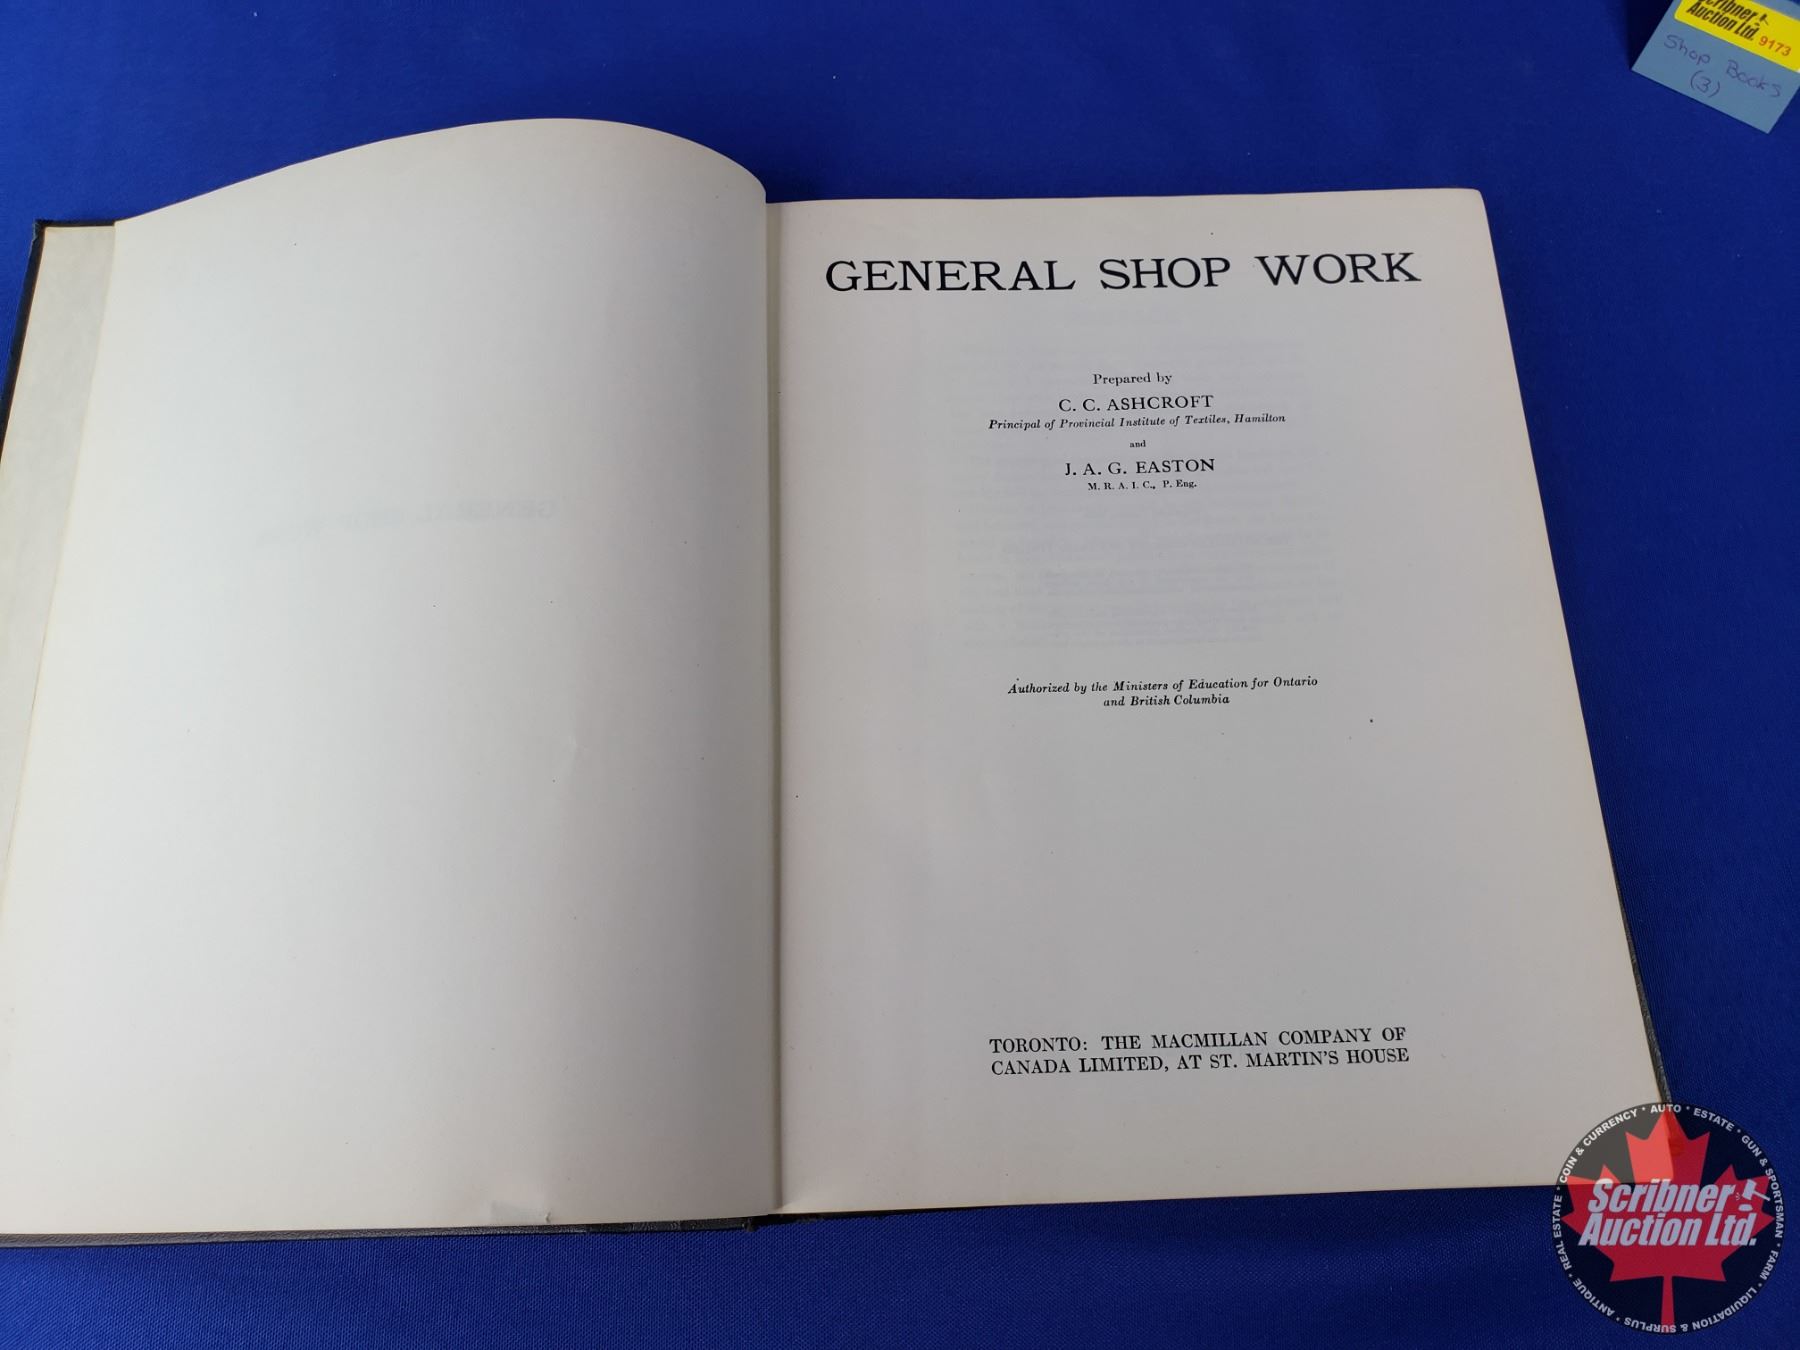 Scribner
Auction Ltd. 9173
Shop Books
(3)
GENERAL SHOP WORK
Prepared by
C. C. ASHCROFT
Principal of Provincial Institute of Textiles, Hamilton
and
J. A. G. EASTON
M. R. A. I. C., P. Eng.
Authorized by the Ministers of Education for Ontario
and British Columbia
TORONTO: THE MACMILLAN COMPANY OF
CANADA LIMITED, AT ST. MARTIN'S HOUSE
GENERAL SHOP WORK
ANTIQUE * REAL ESTATE * COIN & CURRENCY * AUTO * ESTATE * GUN & SPORTSMAN * FARM * LIQUIDATION & SURPLUS *
Scribner
Auction Ltd.